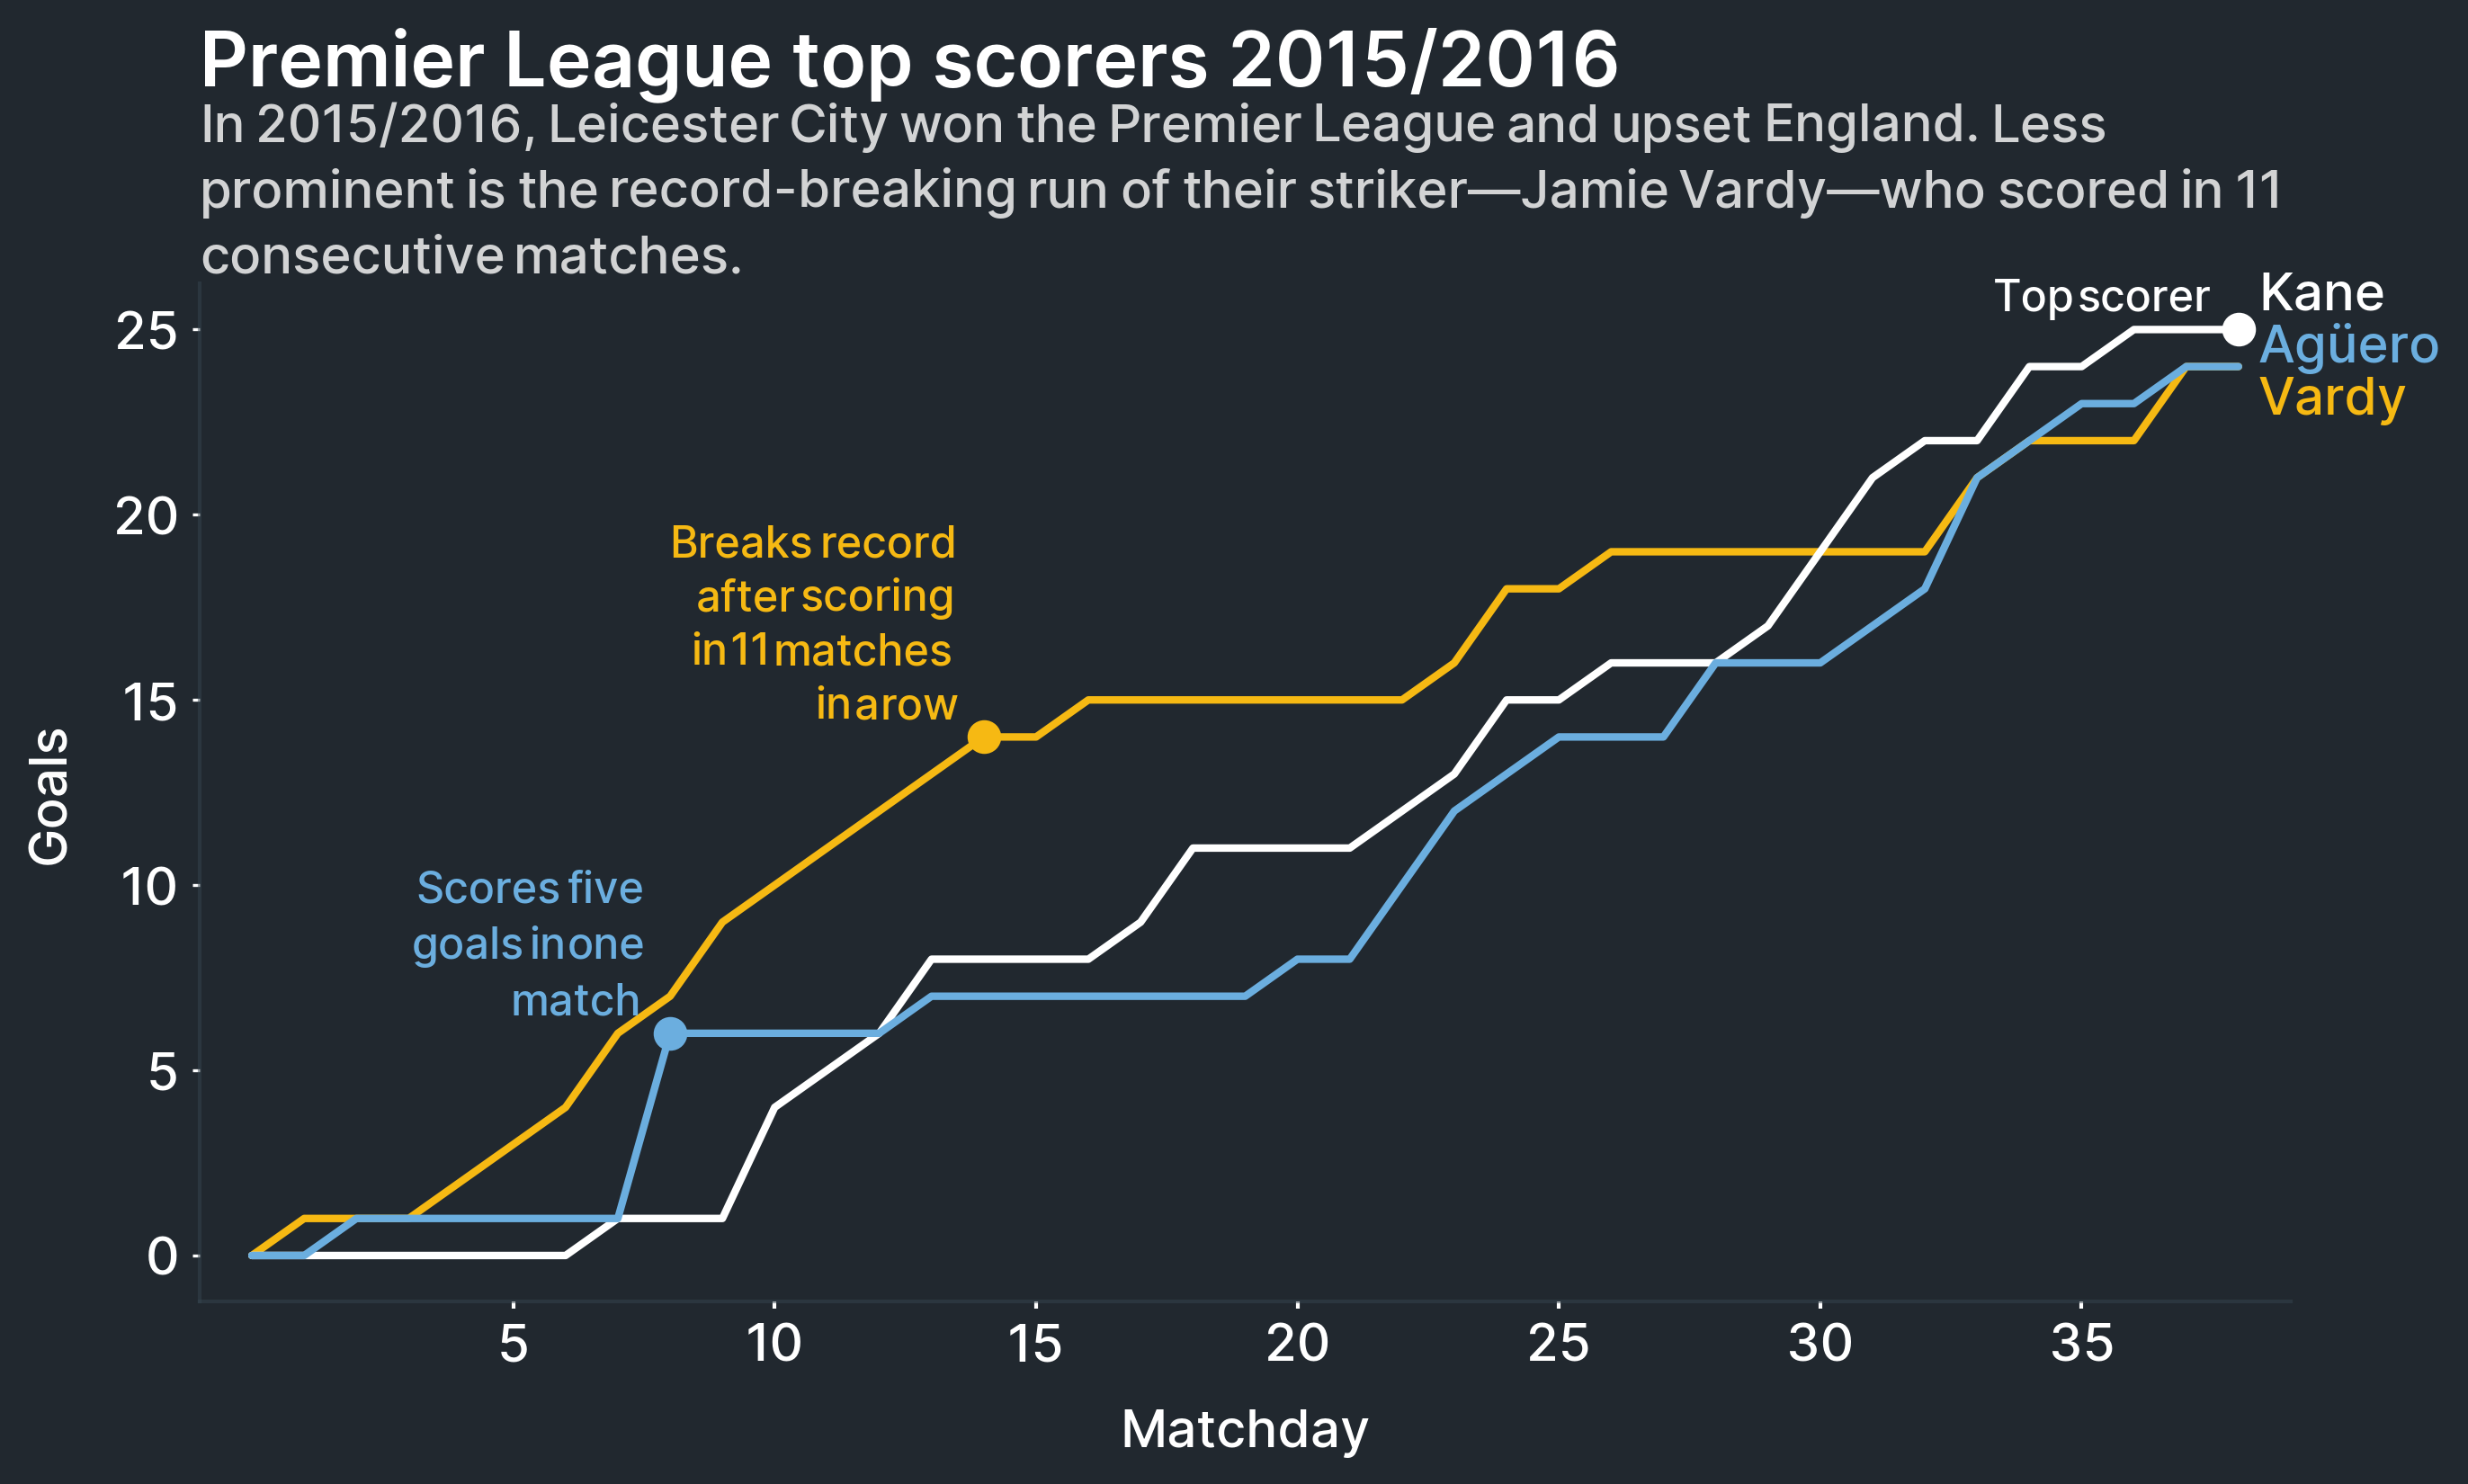 Premier League top scorers 2015/2016
In 2015/2016, Leicester City won the Premier League and upset England. Less
prominent is the record-breaking run of their striker—Jamie Vardy—who scored in 11
consecutive matches.
Top scorer
Kane
Agüero
Vardy
Breaks record
after scoring
in 11 matches
in a row
Scores five
goals in one
match
Goals
25
20
15
10
5
0
5
10
15
20
25
30
35
Matchday